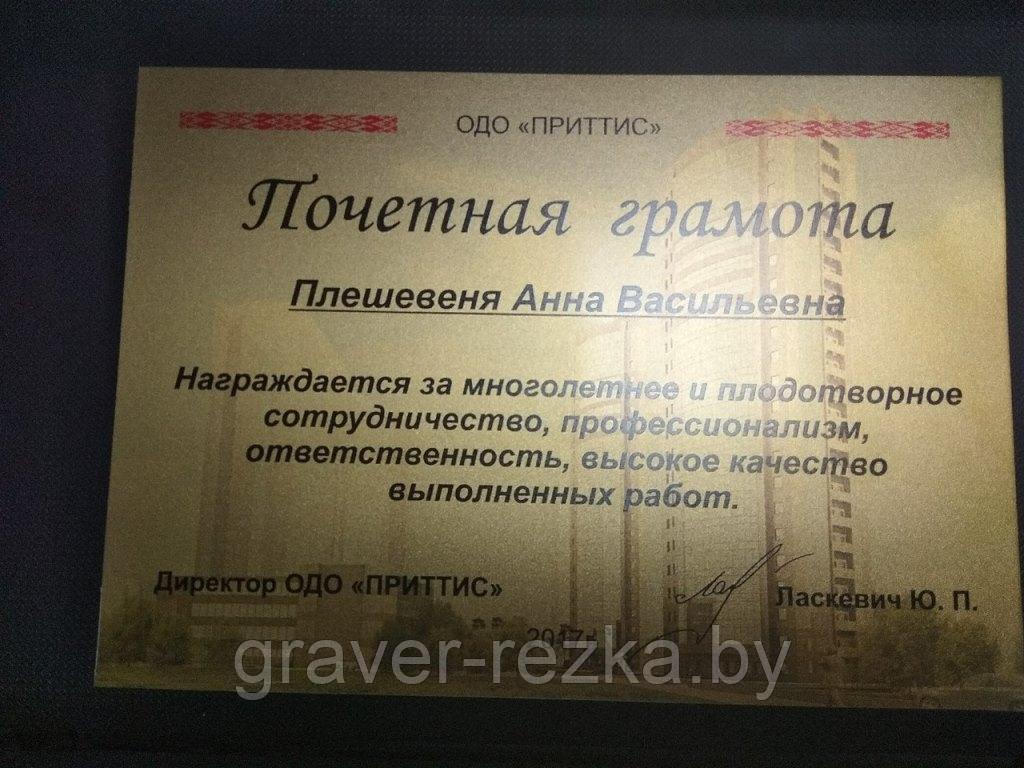 ОДО «ПРИТТИС»
Почетная грамота
Плешевеня Анна Васильевна
Награждается за многолетнее и плодотворное
сотрудничество, профессионализм,
ответственность, высокое качество
выполненных работ.
Директор ОДО «ПРИТТИС» Ласкевич Ю. П.
2017г.
graver-rezka.by